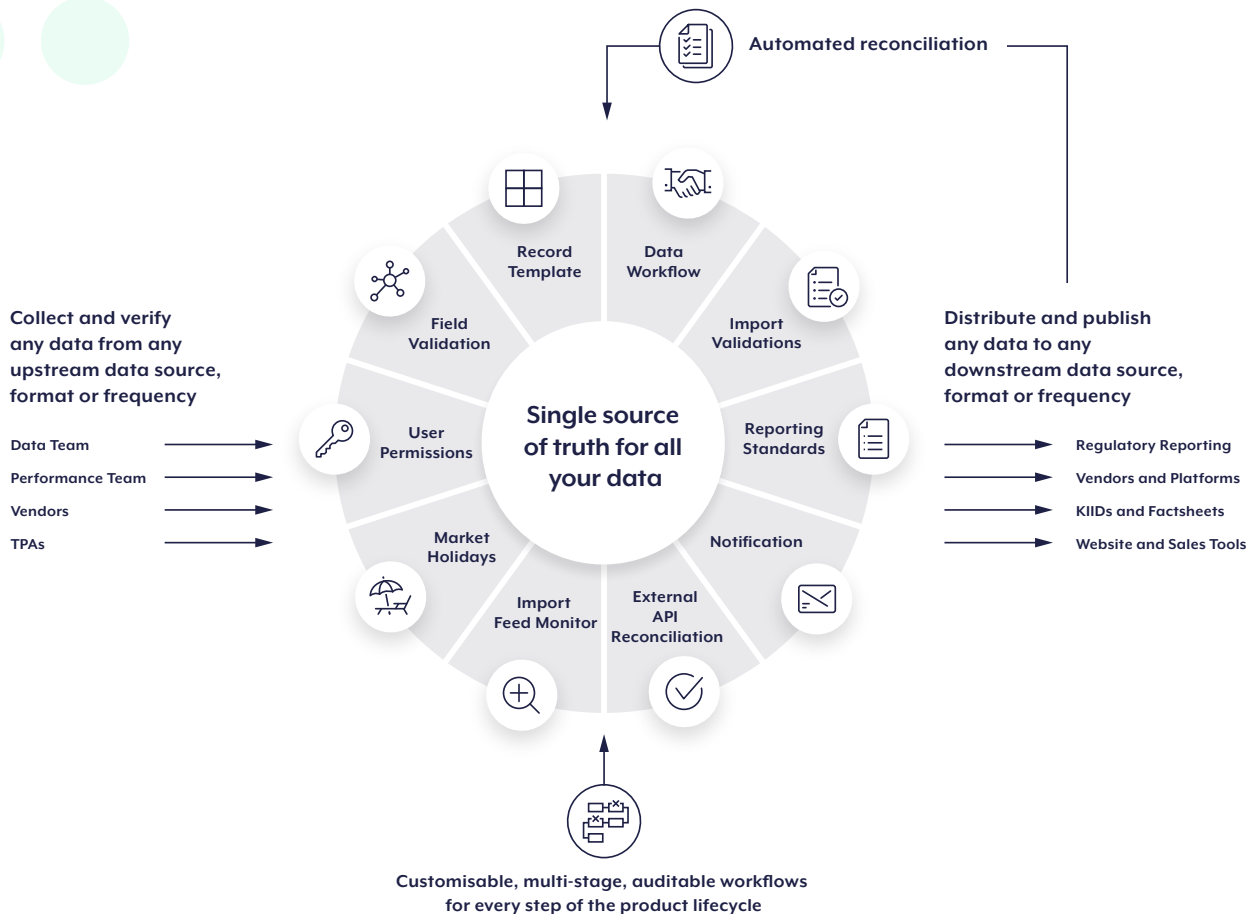 Automated reconciliation
Record
Template
Data
Workflow
Field
Validation
Import
Validations
User
Permissions
Reporting
Standards
Market
Holidays
Notification
Import
Feed Monitor
External
API
Reconciliation
Single source
of truth for all
your data
Collect and verify
any data from any
upstream data source,
format or frequency
Data Team
Performance Team
Vendors
TPAs
Distribute and publish
any data to any
downstream data source,
format or frequency
Regulatory Reporting
Vendors and Platforms
KIIDs and Factsheets
Website and Sales Tools
Customisable, multi-stage, auditable workflows
for every step of the product lifecycle